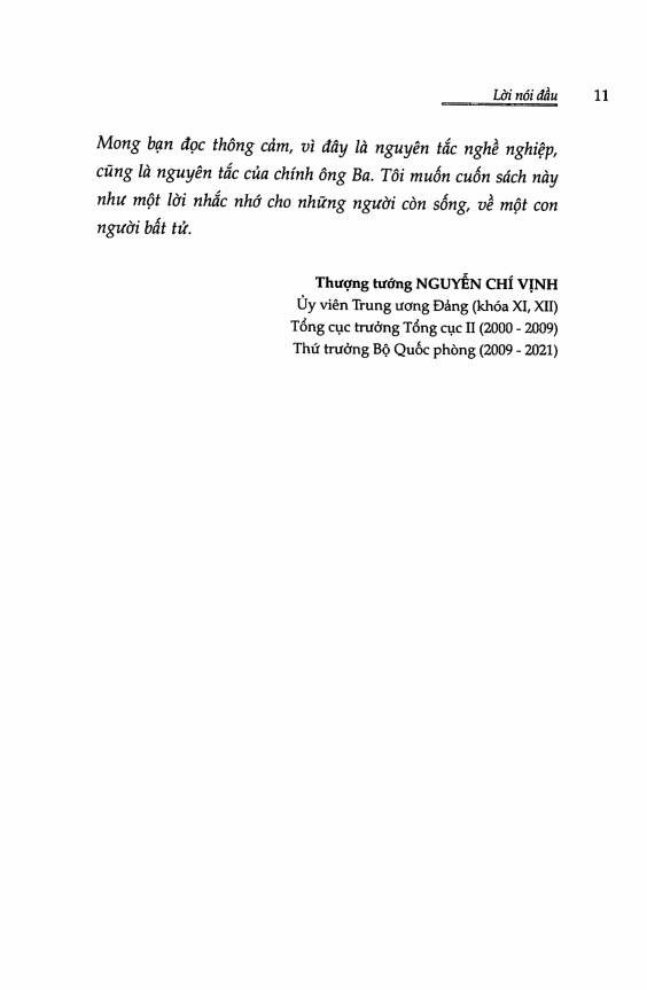 Lời nói đầu 11
Mong bạn đọc thông cảm, vì đây là nguyên tắc nghề nghiệp,
cũng là nguyên tắc của chính ông Ba. Tôi muốn cuốn sách này
như một lời nhắc nhớ cho những người còn sống, về một con
người bất tử.
Thượng tướng NGUYỄN CHÍ VỊNH
Ủy viên Trung ương Đảng (khóa XI, XII)
Tổng cục trưởng Tổng cục II (2000 - 2009)
Thứ trưởng Bộ Quốc phòng (2009 - 2021)